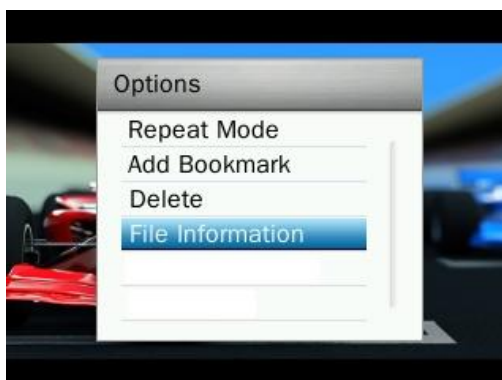 Options
Repeat Mode
Add Bookmark
Delete
File Information